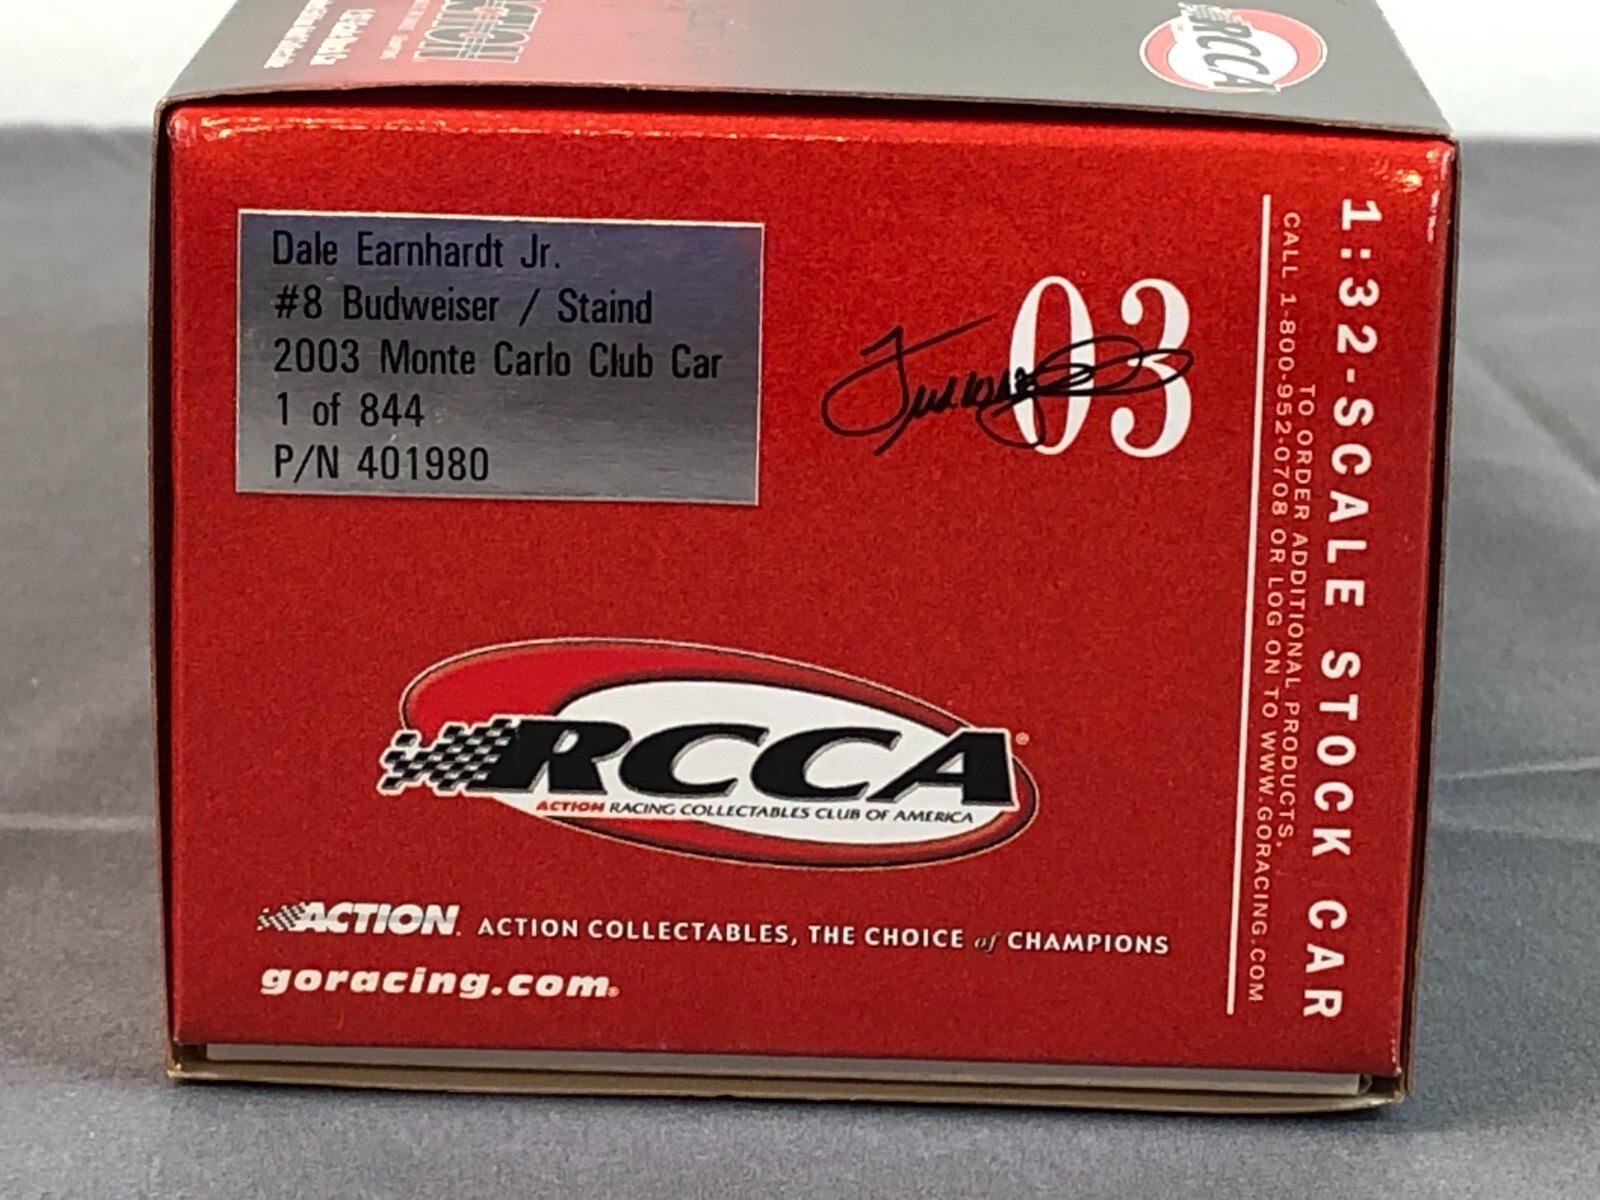 RCCA
ACTION
Dale Earnhardt Jr.
#8 Budweiser / Staind
2003 Monte Carlo Club Car
1 of 844
P/N 401980
03
1:32-SCALE STOCK CAR
TO ORDER ADDITIONAL PRODUCTS,
CALL 1-800-952-0708 OR LOG ON TO WWW.GORACING.COM
RCCA®
ACTION RACING COLLECTABLES CLUB OF AMERICA
ACTION. ACTION COLLECTABLES, THE CHOICE of CHAMPIONS
goracing.com®